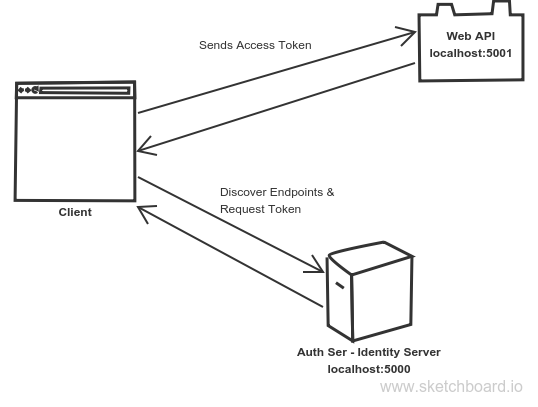 Web API
localhost:5001
Sends Access Token
Client
Discover Endpoints &
Request Token
Auth Ser - Identity Server
localhost:5000
www.sketchboard.io